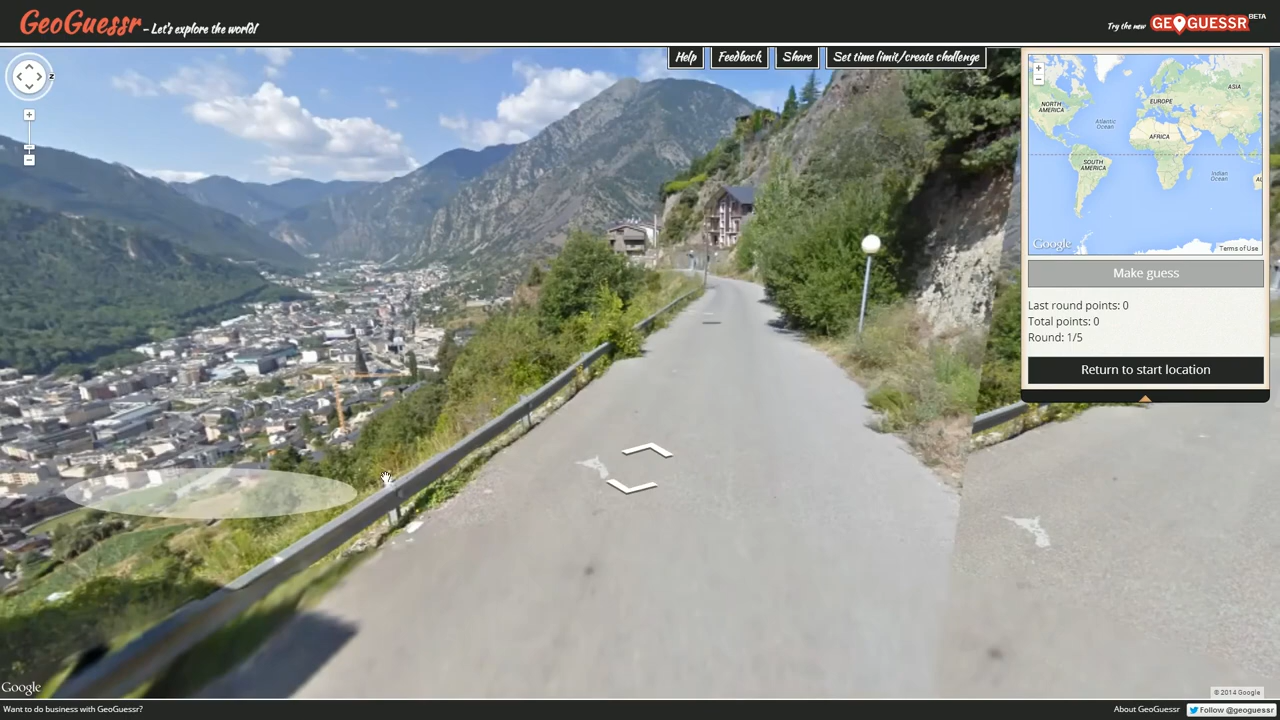 GeoGuessr - Let's explore the world!
Try the new GEOGUESSR BETA
Help
Feedback
Share
Set time limit/create challenge
NORTH AMERICA
EUROPE
ASIA
Atlantic Ocean
AFRICA
SOUTH AMERICA
Indian Ocean
Google
Terms of Use
Make guess
Last round points: 0
Total points: 0
Round: 1/5
Return to start location
Google
© 2014 Google
Want to do business with GeoGuessr?
About GeoGuessr
Follow @geoguessr